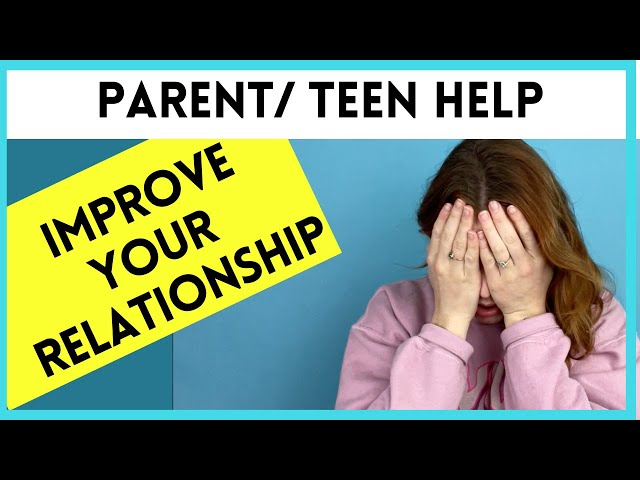 PARENT/ TEEN HELP
IMPROVE
YOUR
RELATIONSHIP